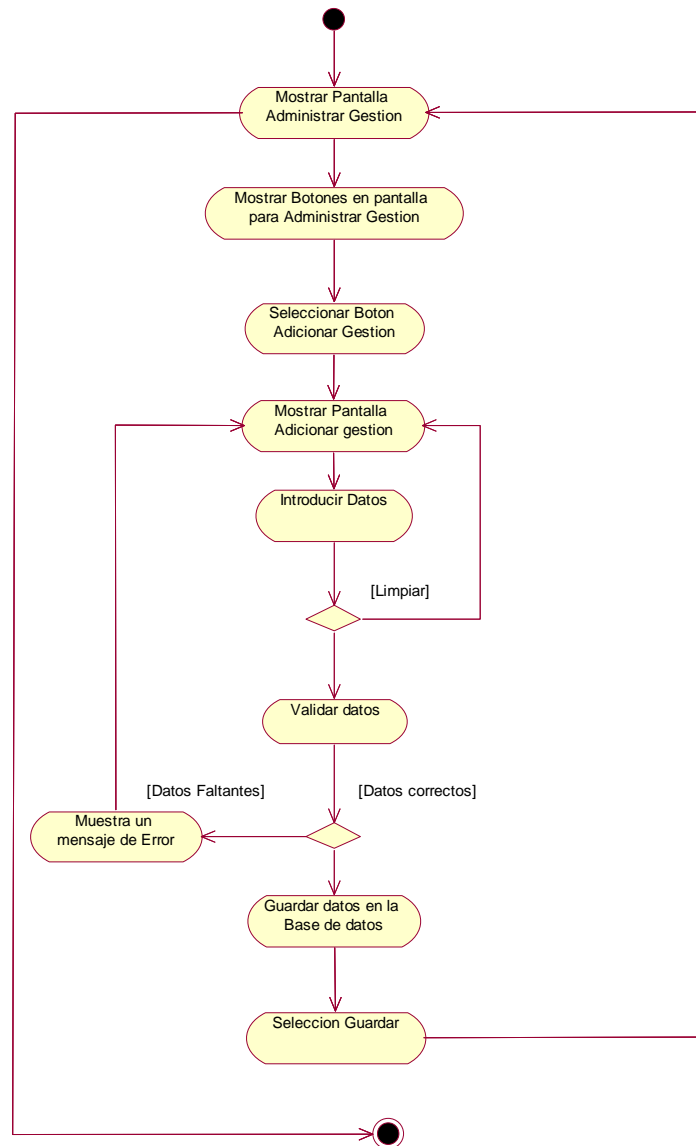 Mostrar Pantalla
Administrar Gestion
Mostrar Botones en pantalla
para Administrar Gestion
Seleccionar Boton
Adicionar Gestion
Mostrar Pantalla
Adicionar gestion
Introducir Datos
[Limpiar]
Validar datos
[Datos Faltantes]
[Datos correctos]
Muestra un
mensaje de Error
Guardar datos en la
Base de datos
Seleccion Guardar